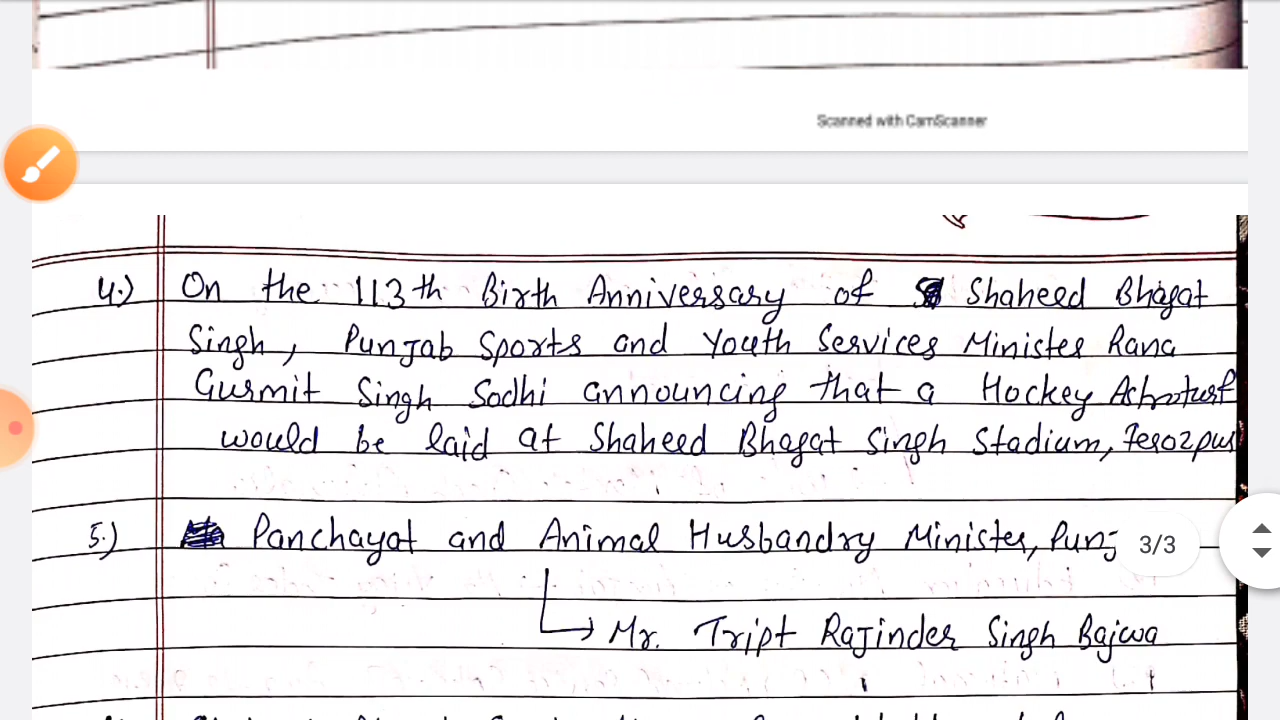 Scanned with CamScanner
4.) On the 113th Birth Anniversary of Shaheed Bhagat
Singh, Punjab Sports and Youth Services Minister Rana
Gurmit Singh Sodhi announcing that a Hockey Astroturf
would be laid at Shaheed Bhagat Singh Stadium, Ferozpur
5.) Panchayat and Animal Husbandry Minister, Punj
3/3
→ Mr. Tript Rajinder Singh Bajwa